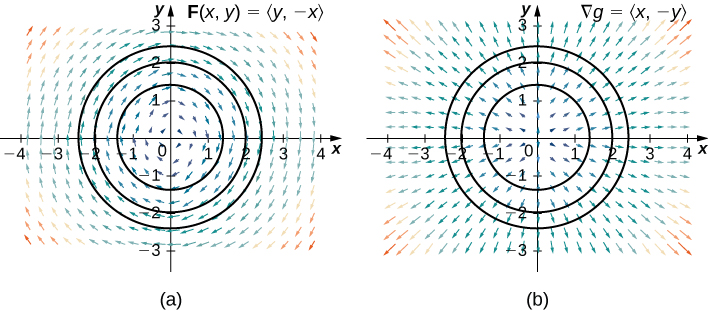 y F(x, y) = ⟨y, −x⟩
3
2
1
−4 −3 −2 −1 0 1 2 3 4 x
−1
−2
−3
(a)
y ∇g = ⟨x, −y⟩
3
2
1
−4 −3 −2 −1 0 1 2 3 4 x
−1
−2
−3
(b)